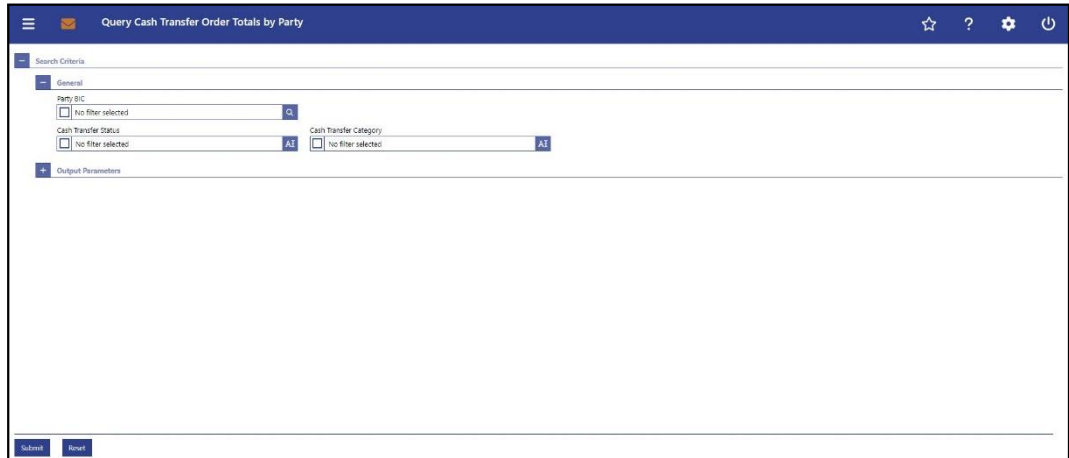 Query Cash Transfer Order Totals by Party
?
− Search Criteria
− General
Party BIC
No filter selected
Cash Transfer Status Cash Transfer Category
No filter selected AI No filter selected AI
+ Output Parameters
Submit Reset